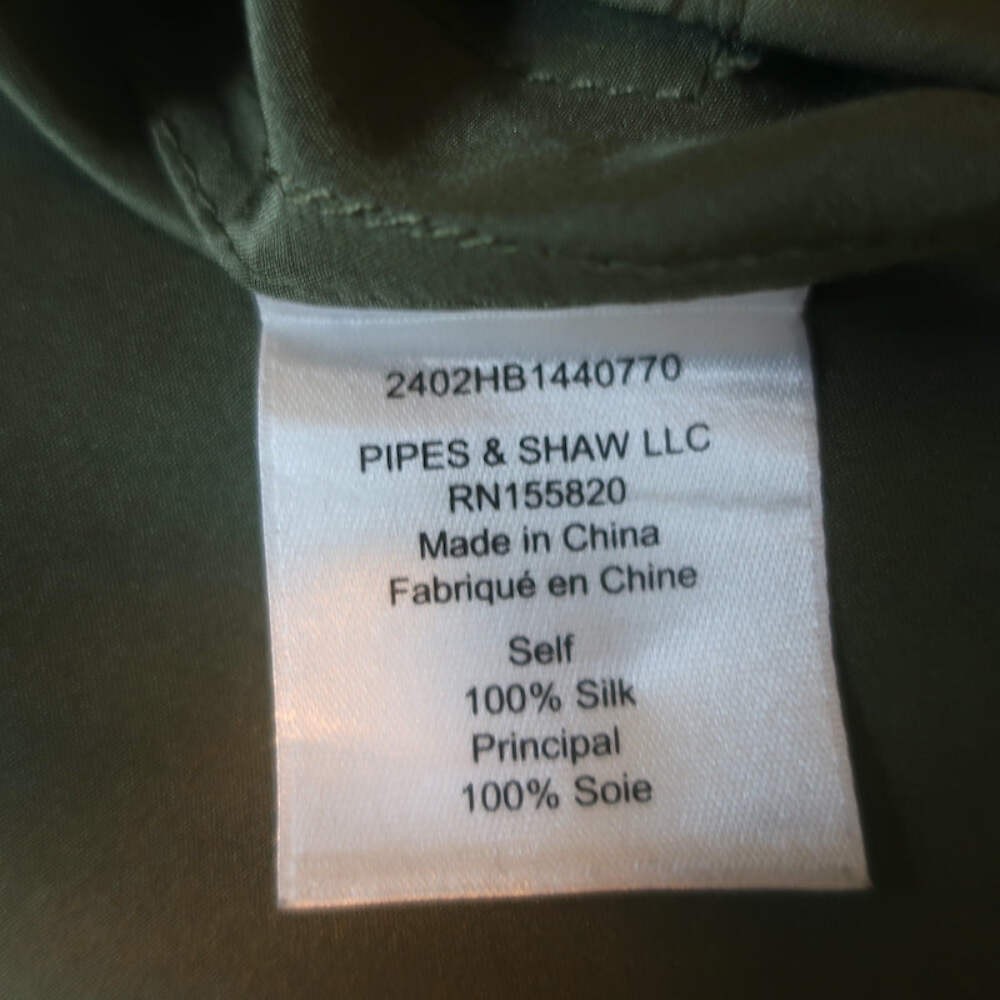 2402HB1440770
PIPES & SHAW LLC
RN155820
Made in China
Fabriqué en Chine
Self
100% Silk
Principal
100% Soie